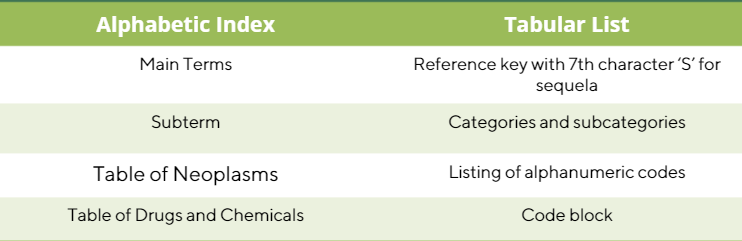 Alphabetic Index Tabular List
Main Terms Reference key with 7th character ‘S’ for
sequela
Subterm Categories and subcategories
Table of Neoplasms Listing of alphanumeric codes
Table of Drugs and Chemicals Code block